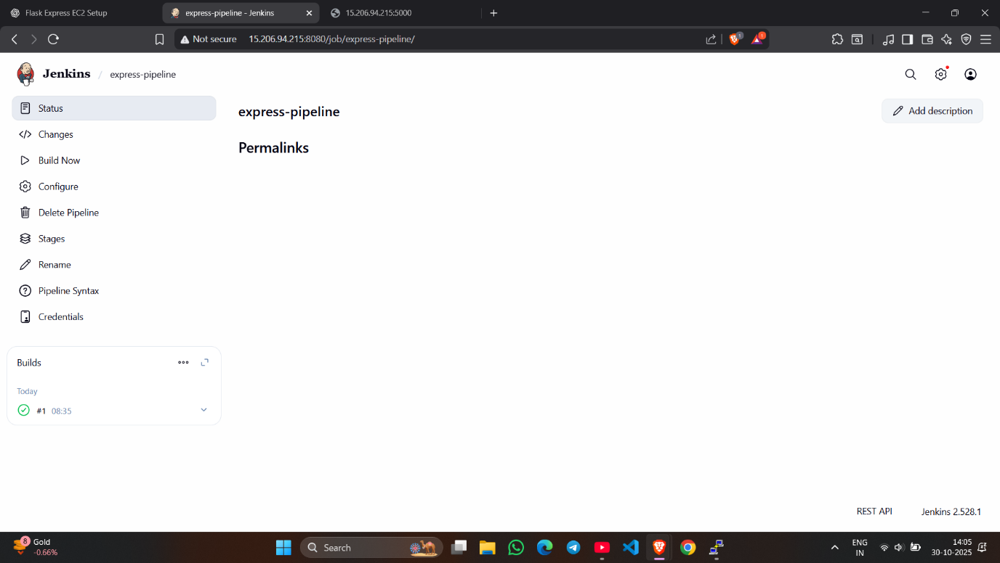 Flask Express EC2 Setup
express-pipeline - Jenkins
15.206.94.215:5000
Not secure 15.206.94.215:8080/job/express-pipeline/
1
1
Jenkins / express-pipeline
Status
Changes
Build Now
Configure
Delete Pipeline
Stages
Rename
Pipeline Syntax
Credentials
Builds
Today
#1 08:35
express-pipeline
Add description
Permalinks
REST API Jenkins 2.528.1
8
Gold
-0.66%
Search
ENG
IN
14:05
30-10-2025